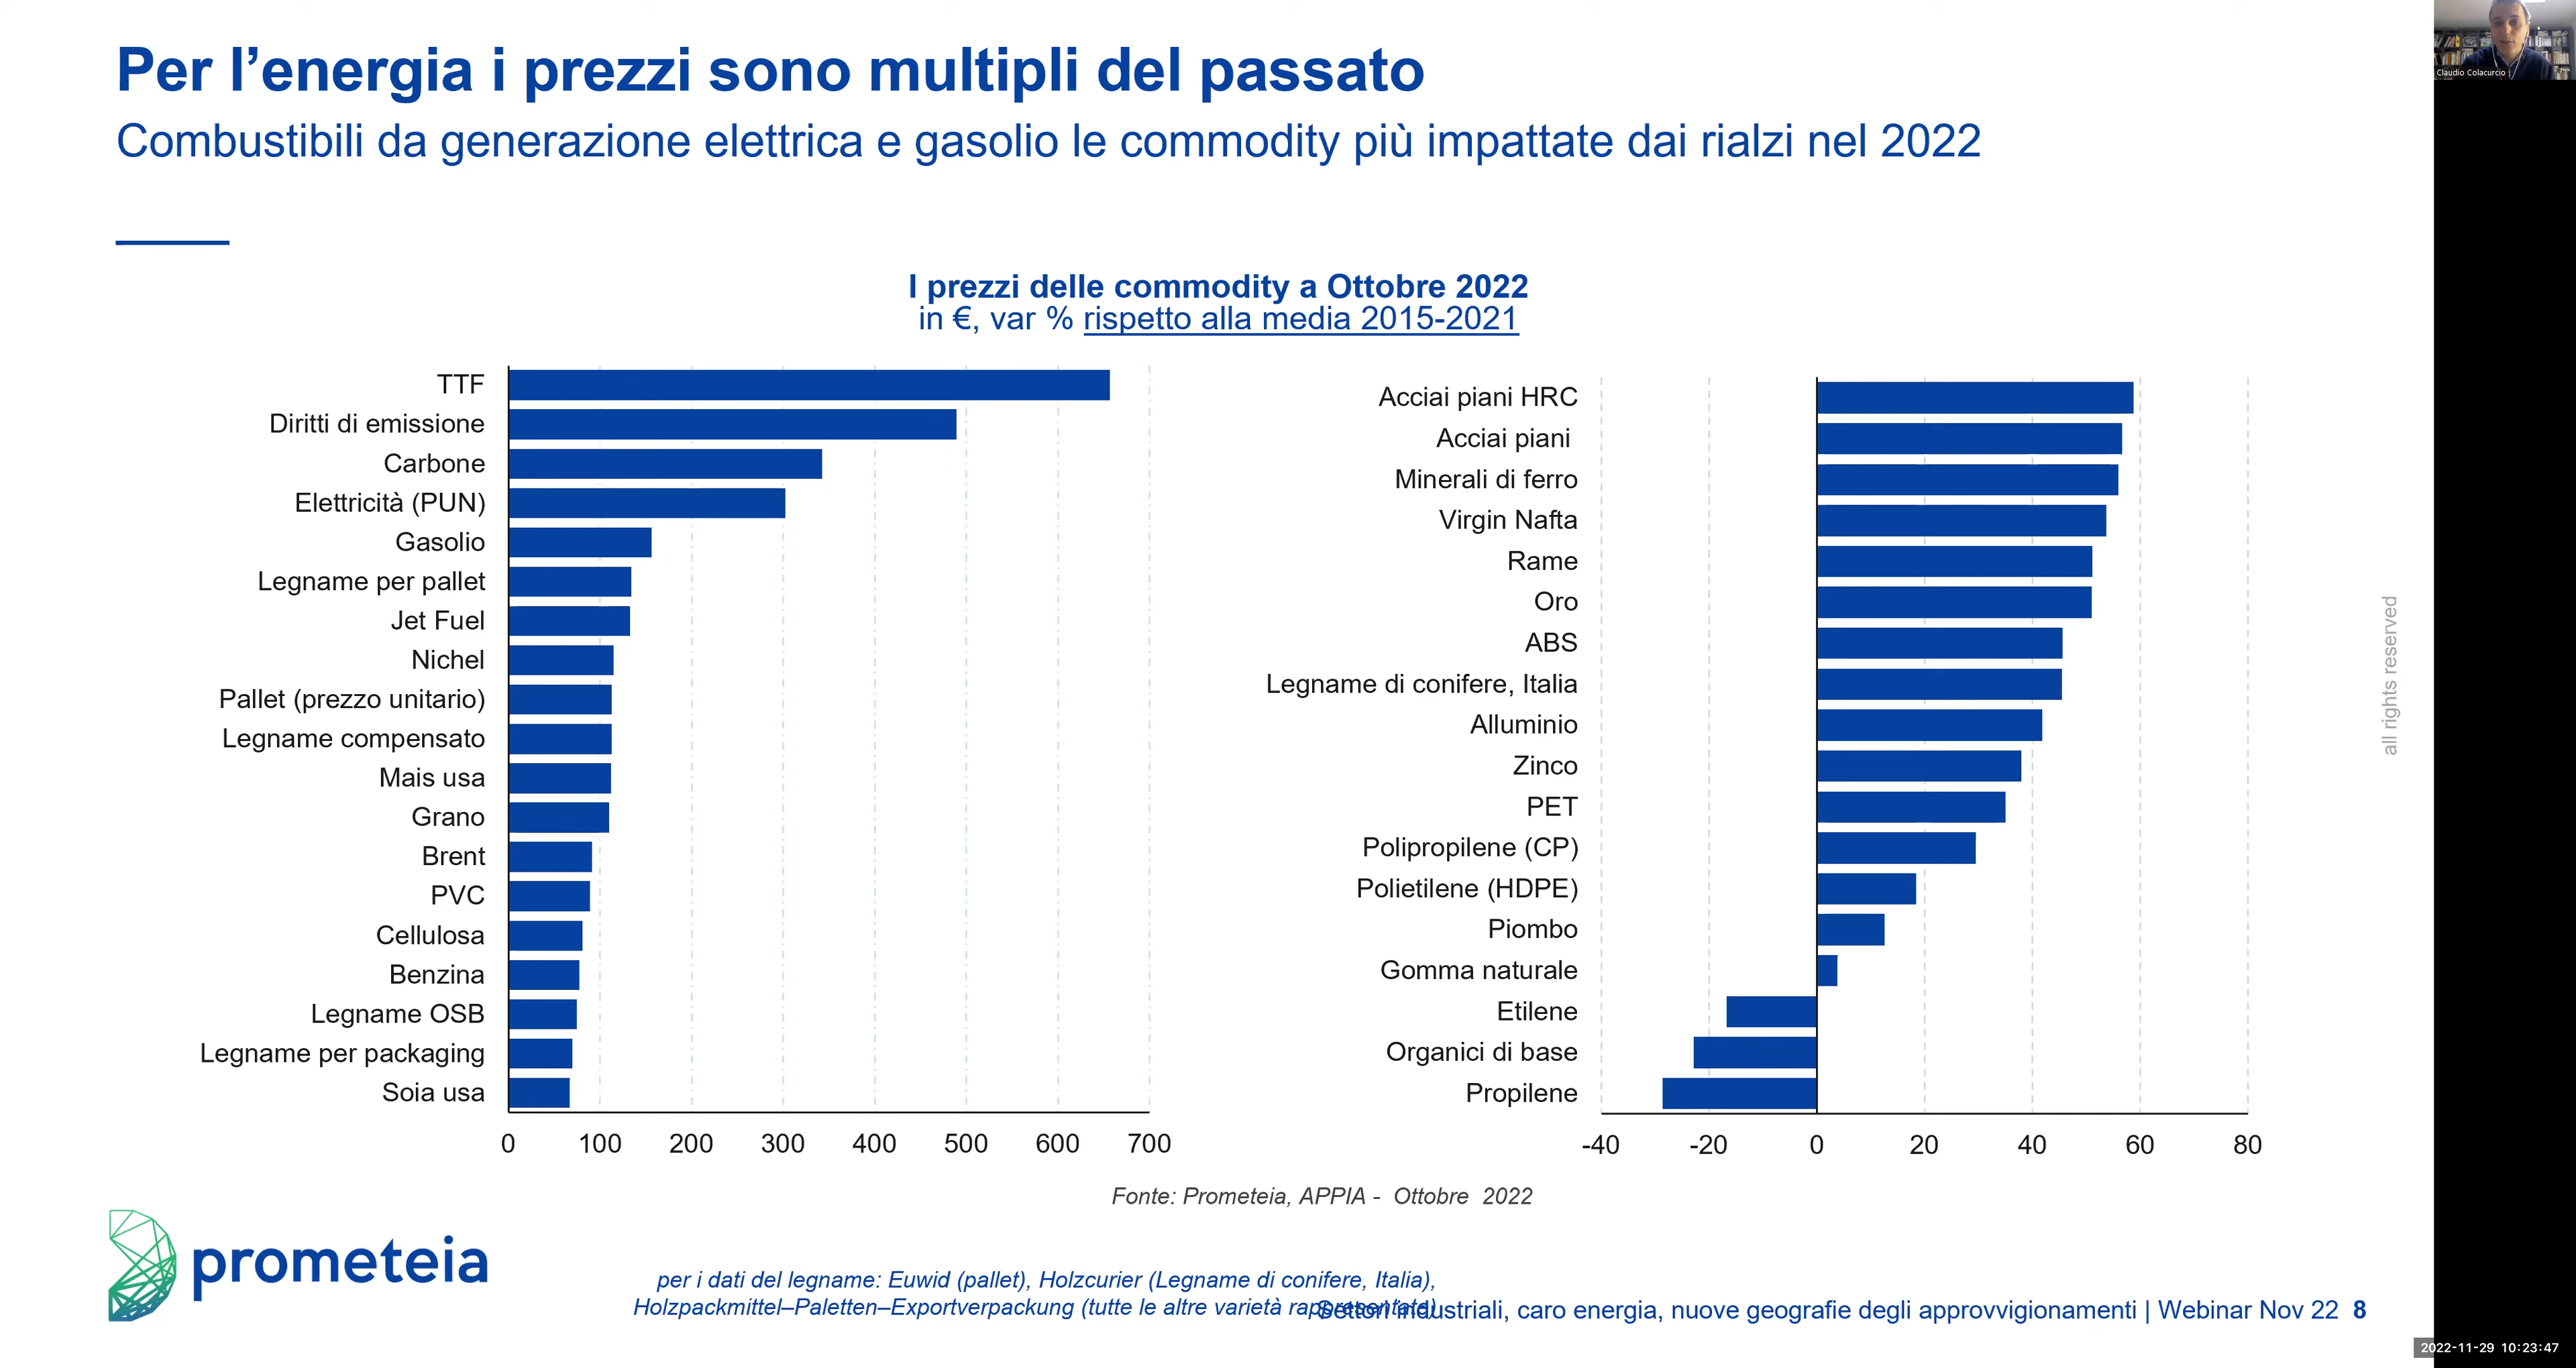 Per l’energia i prezzi sono multipli del passato
Combustibili da generazione elettrica e gasolio le commodity più impattate dai rialzi nel 2022
Claudio Colacurcio
I prezzi delle commodity a Ottobre 2022
in €, var % rispetto alla media 2015-2021
TTF
Diritti di emissione
Carbone
Elettricità (PUN)
Gasolio
Legname per pallet
Jet Fuel
Nichel
Pallet (prezzo unitario)
Legname compensato
Mais usa
Grano
Brent
PVC
Cellulosa
Benzina
Legname OSB
Legname per packaging
Soia usa
0 100 200 300 400 500 600 700
Acciai piani HRC
Acciai piani
Minerali di ferro
Virgin Nafta
Rame
Oro
ABS
Legname di conifere, Italia
Alluminio
Zinco
PET
Polipropilene (CP)
Polietilene (HDPE)
Piombo
Gomma naturale
Etilene
Organici di base
Propilene
-40 -20 0 20 40 60 80
all rights reserved
Fonte: Prometeia, APPIA - Ottobre 2022
prometeia
per i dati del legname: Euwid (pallet), Holzcurier (Legname di conifere, Italia),
Holzpackmittel–Paletten–Exportverpackung (tutte le altre varietà rappresentate)
Settori industriali, caro energia, nuove geografie degli approvvigionamenti | Webinar Nov 22 8
2022-11-29 10:23:47